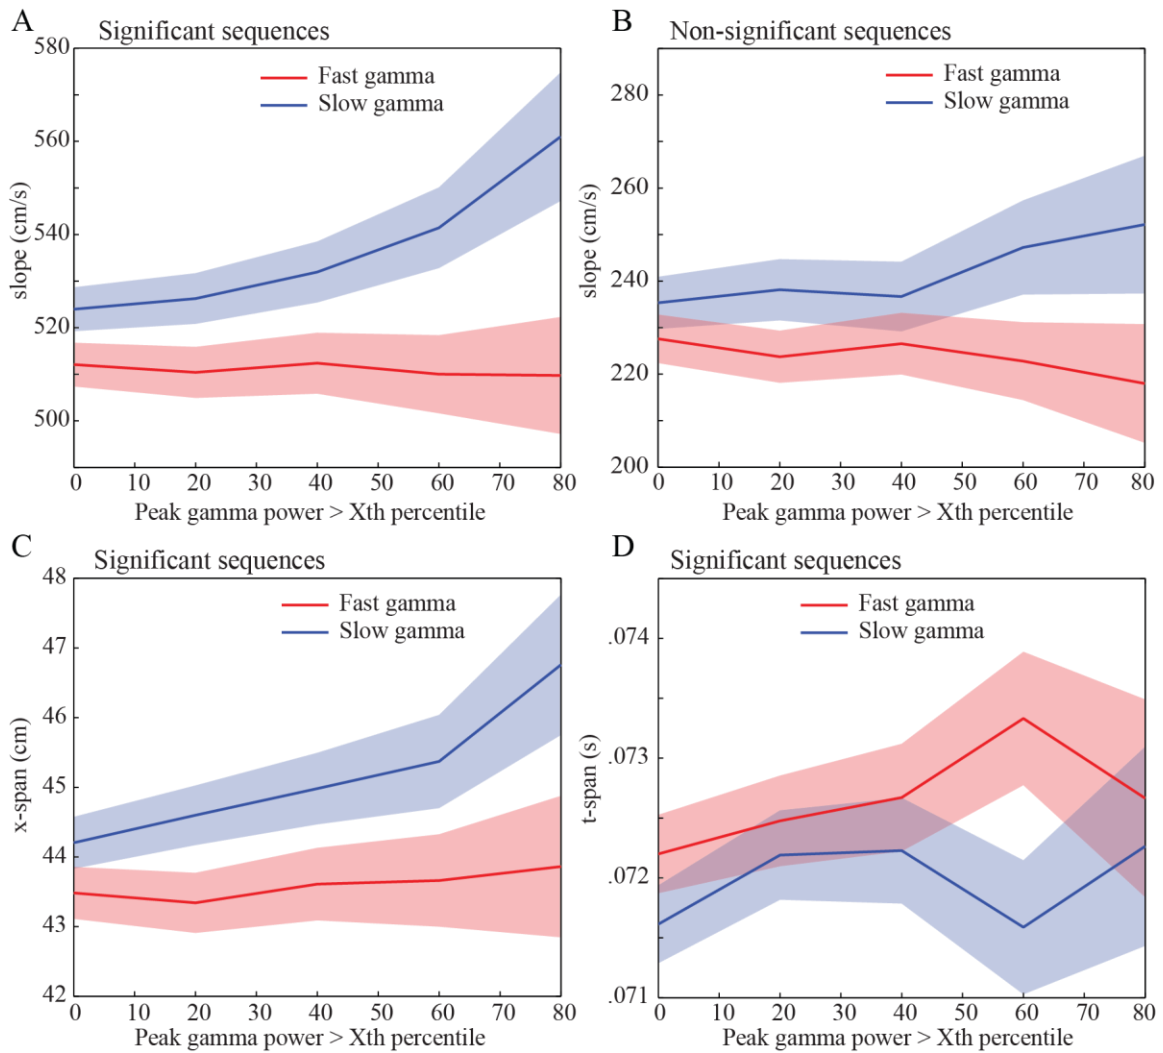 A
Significant sequences
580
560
540
520
500
slope (cm/s)
Fast gamma
Slow gamma
0 10 20 30 40 50 60 70 80
Peak gamma power > Xth percentile
B
Non-significant sequences
280
260
240
220
200
slope (cm/s)
Fast gamma
Slow gamma
0 10 20 30 40 50 60 70 80
Peak gamma power > Xth percentile
C
Significant sequences
48
47
46
45
44
43
42
x-span (cm)
Fast gamma
Slow gamma
0 10 20 30 40 50 60 70 80
Peak gamma power > Xth percentile
D
Significant sequences
.074
.073
.072
.071
t-span (s)
Fast gamma
Slow gamma
0 10 20 30 40 50 60 70 80
Peak gamma power > Xth percentile